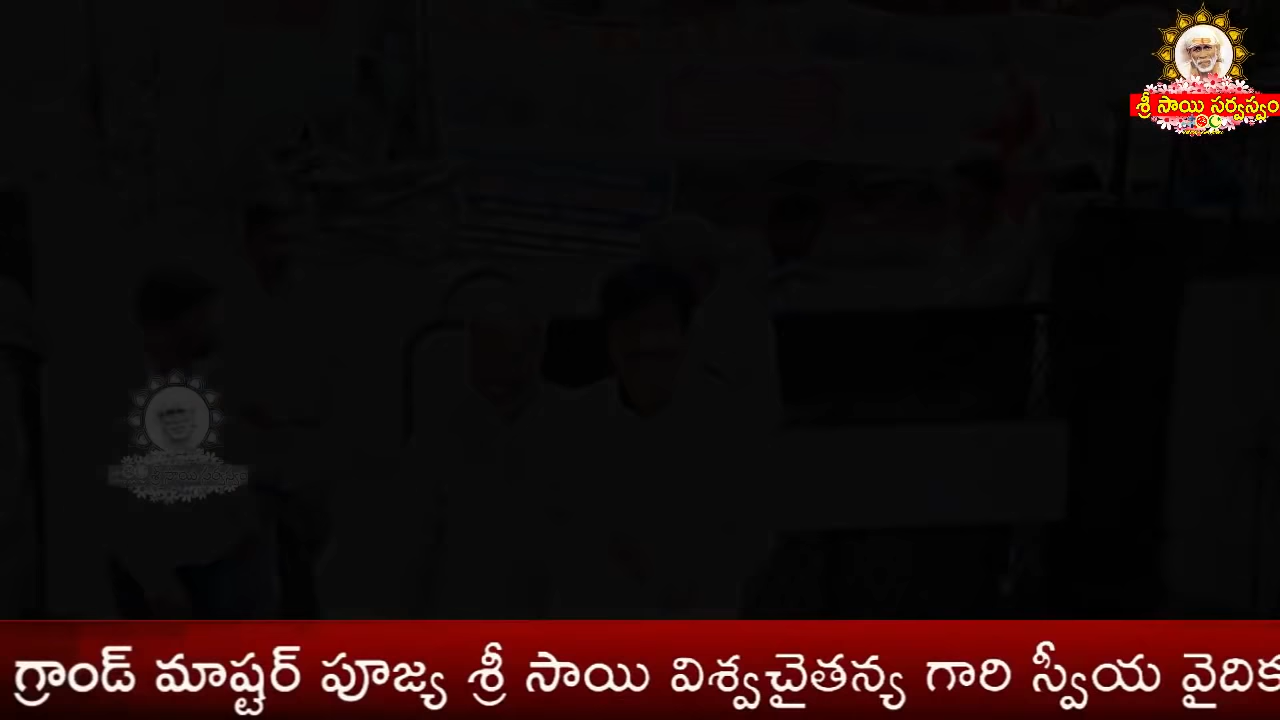 శ్రీ సాయి సర్వస్వం
గ్రాండ్ మాష్టర్ పూజ్య శ్రీ సాయి విశ్వచైతన్య గారి స్వీయ వైదిక